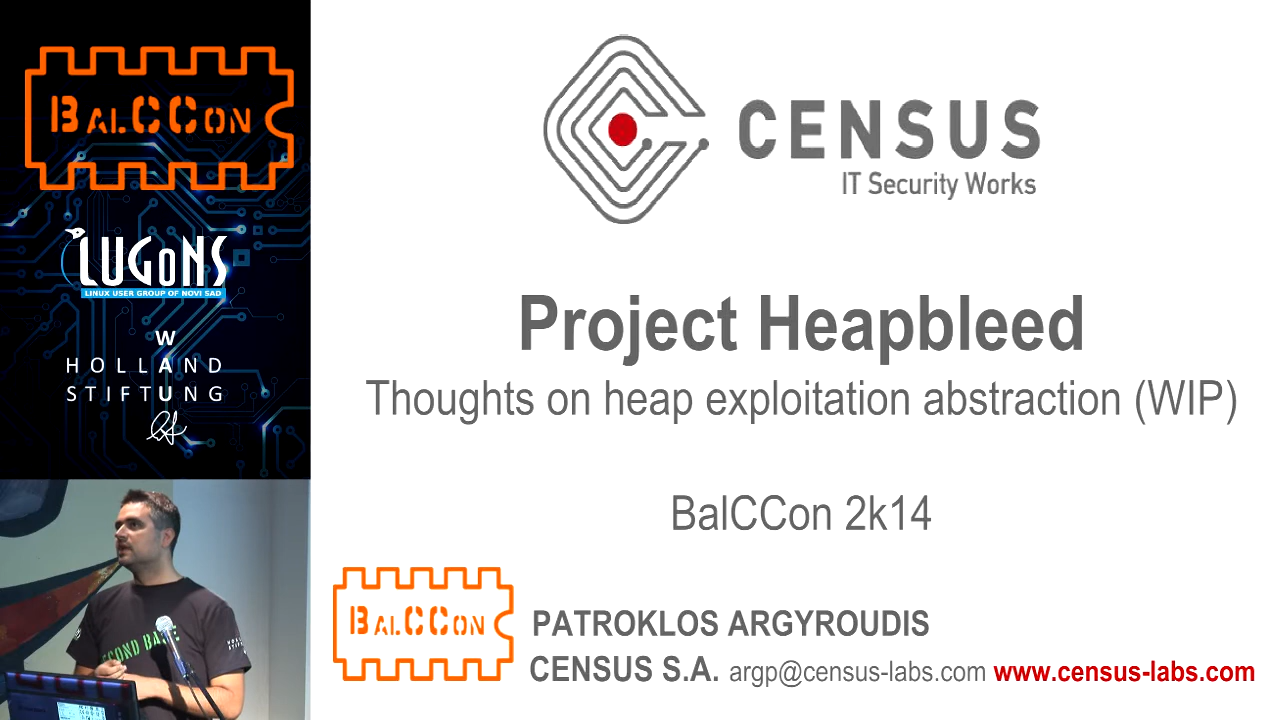 BALCCON
LUGONS
LINUX USER GROUP OF NOVI SAD
W
HOLLAND
STIFTUNG
CENSUS
IT Security Works
Project Heapbleed
Thoughts on heap exploitation abstraction (WIP)
BalCCon 2k14
BALCCON
PATROKLOS ARGYROUDIS
CENSUS S.A. argp@census-labs.com www.census-labs.com